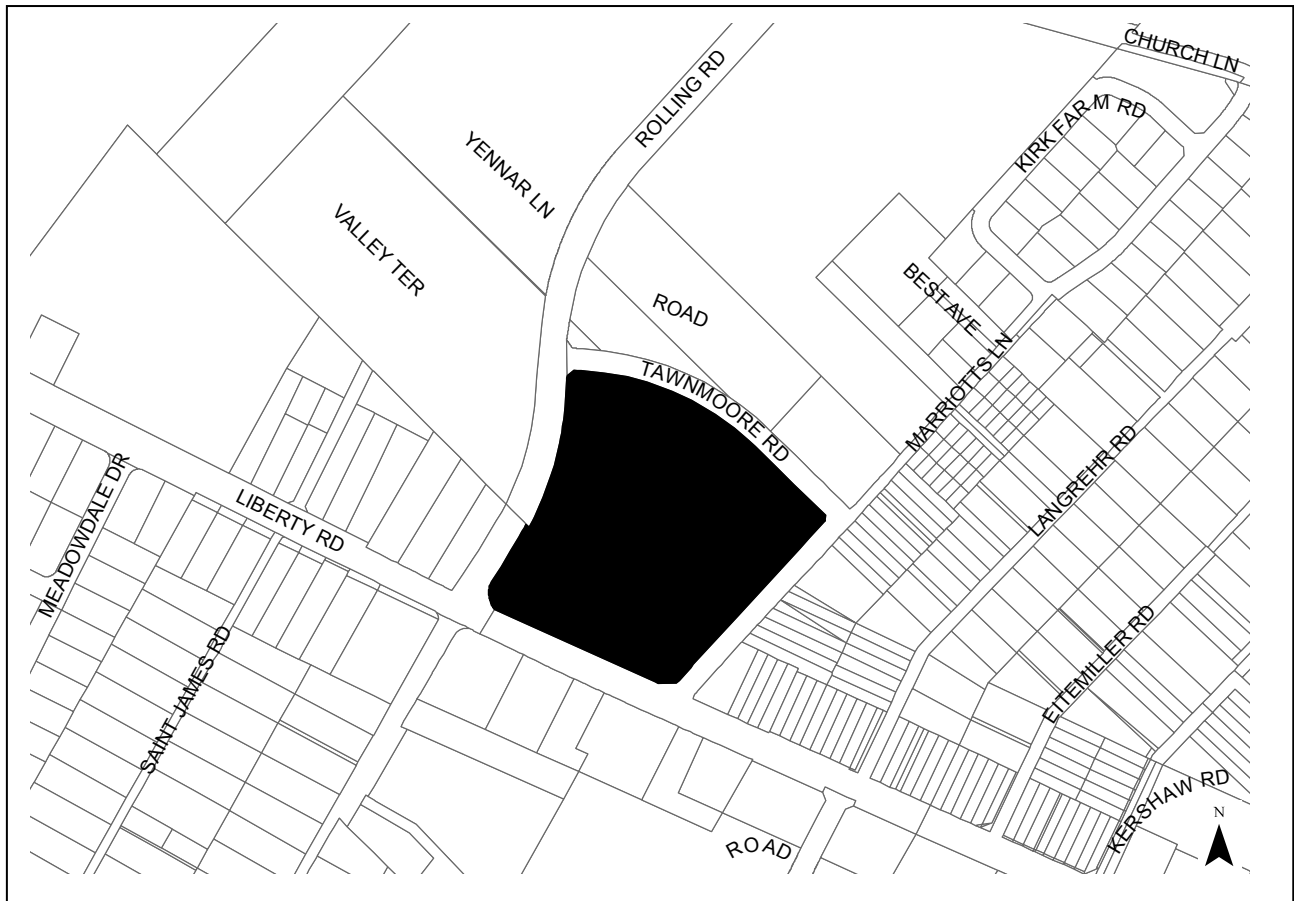 CHURCH LN
ROLLING RD
KIRK FARM RD
YENNAR LN
VALLEY TER
BEST AVE
ROAD
TAWNMOORE RD
MARRIOTTS LN
LANGREHR RD
MEADOWDALE DR
LIBERTY RD
SAINT JAMES RD
EITEMILLER RD
KERSHAW RD
N
ROAD